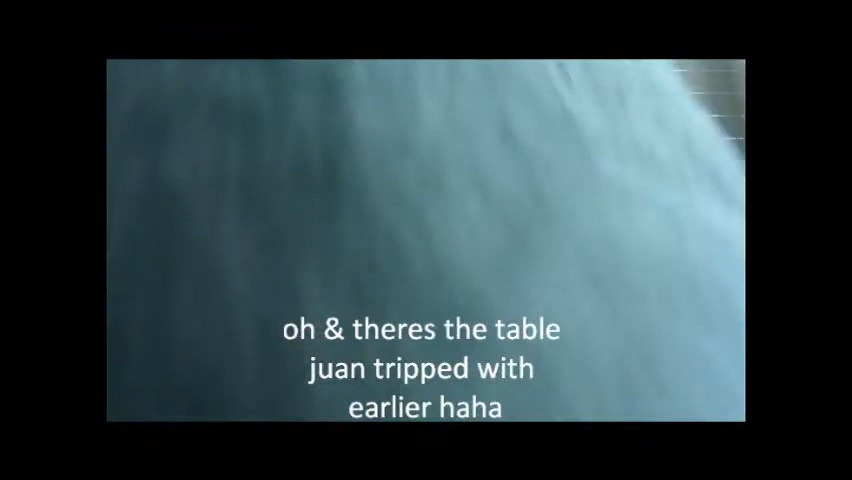 oh & theres the table
juan tripped with
earlier haha